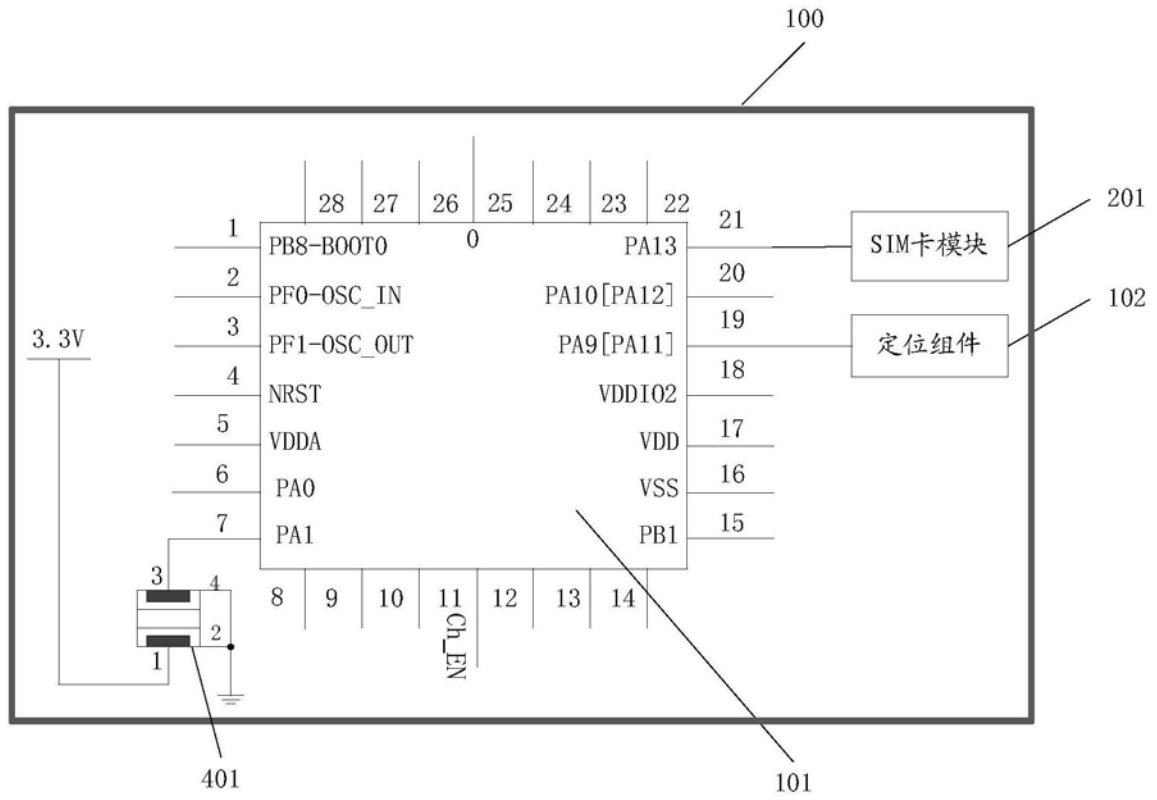 100
28 27 26 25 24 23 22
0
1 PB8-BOOT0 PA13 21 SIM卡模块 201
2 PF0-OSC_IN PA10[PA12] 20
3.3V 3 PF1-OSC_OUT PA9[PA11] 19 定位组件 102
4 NRST VDDIO2 18
5 VDDA VDD 17
6 PA0 VSS 16
7 PA1 PB1 15
3 4 8 9 10 11 12 13 14
1 2 Ch_EN
401 101